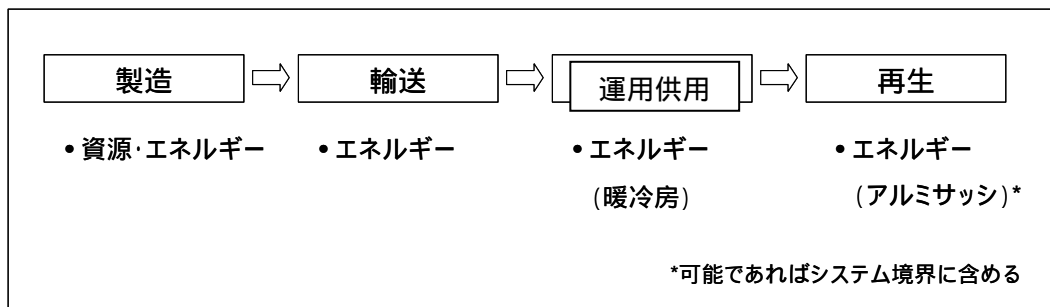 製造 輸送 運用供用 再生
•資源･エネルギー •エネルギー •エネルギー •エネルギー
(暖冷房) (アルミサッシ)*
*可能であればシステム境界に含める